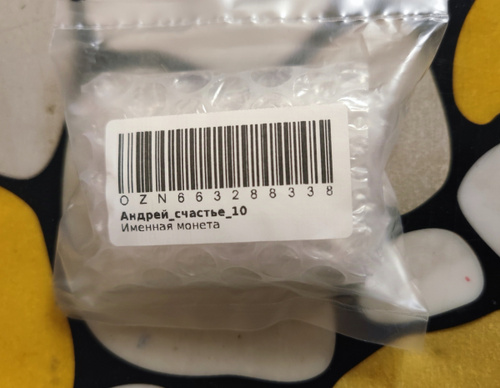 OZN663288338
Андрей_счастье_10
Именная монета